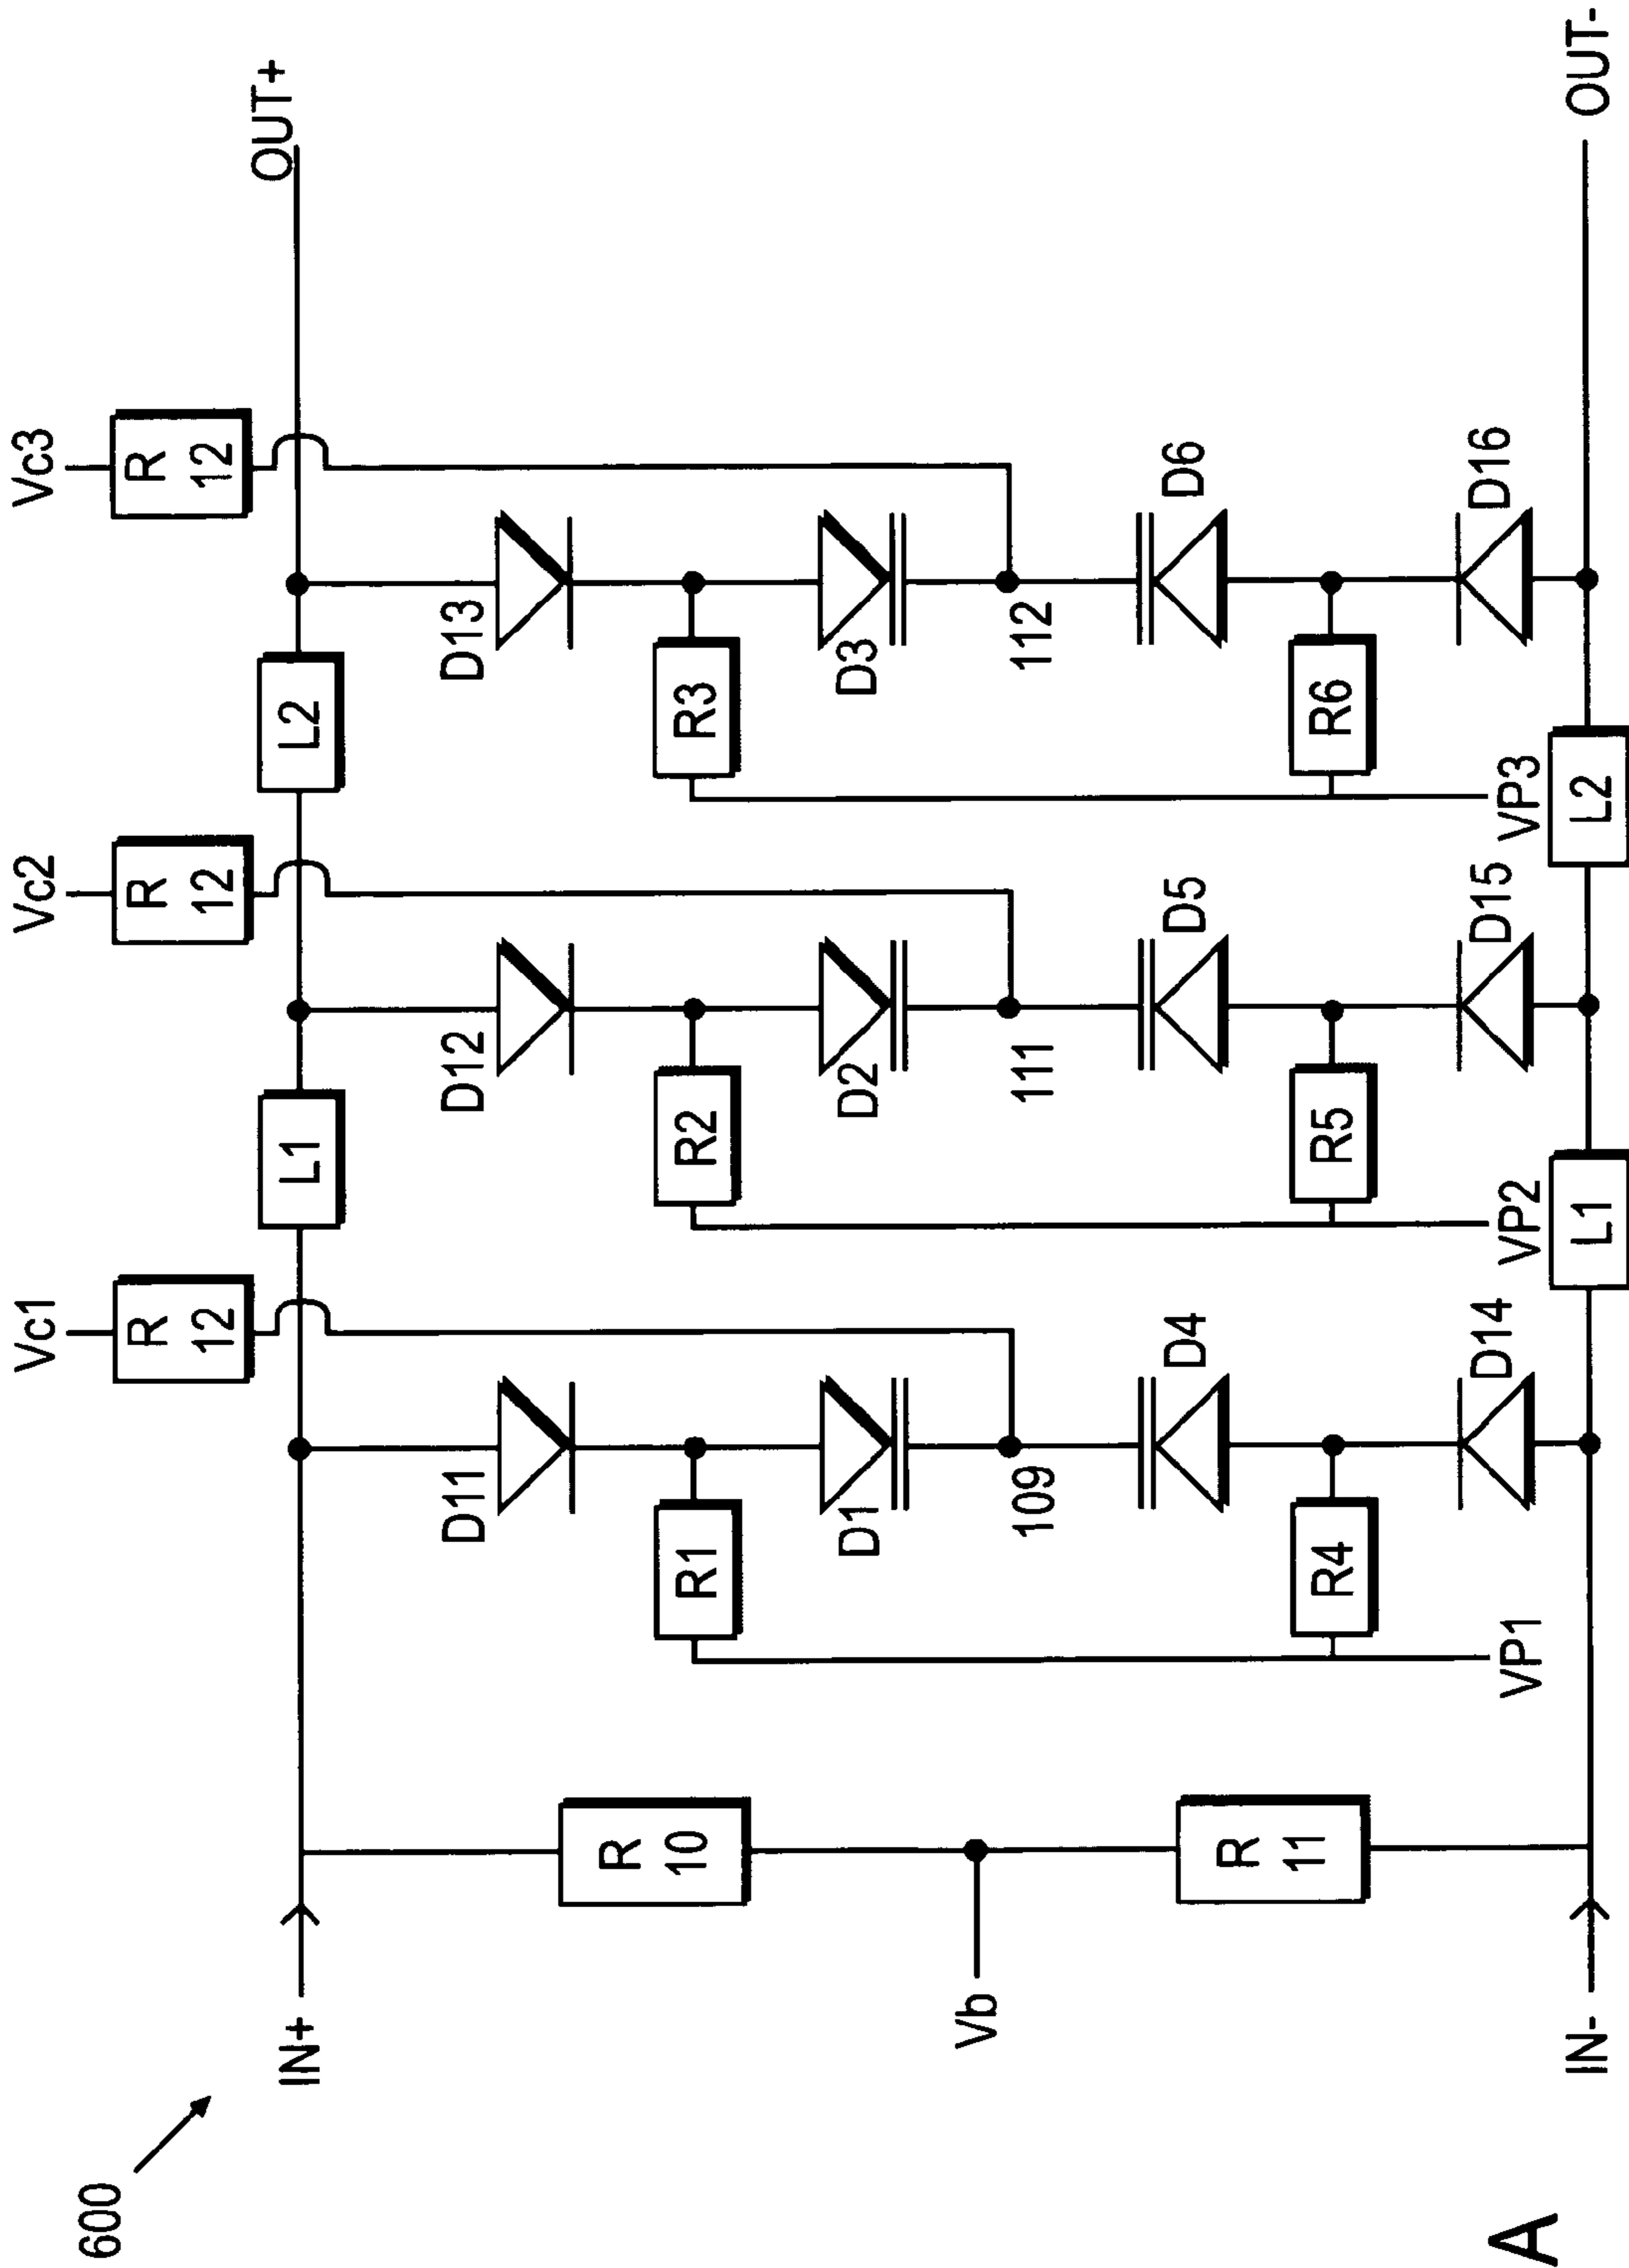 600
Vc1
Vc2
Vc3
R
12
R
12
R
12
IN+
L1
L2
OUT+
D11
D12
D13
R1
R2
R3
D1
D2
D3
R
10
Vb
109
111
112
D4
D5
D6
R
11
R4
R5
R6
D14
D15
D16
VP1
VP2
VP3
IN-
L1
L2
OUT-
A